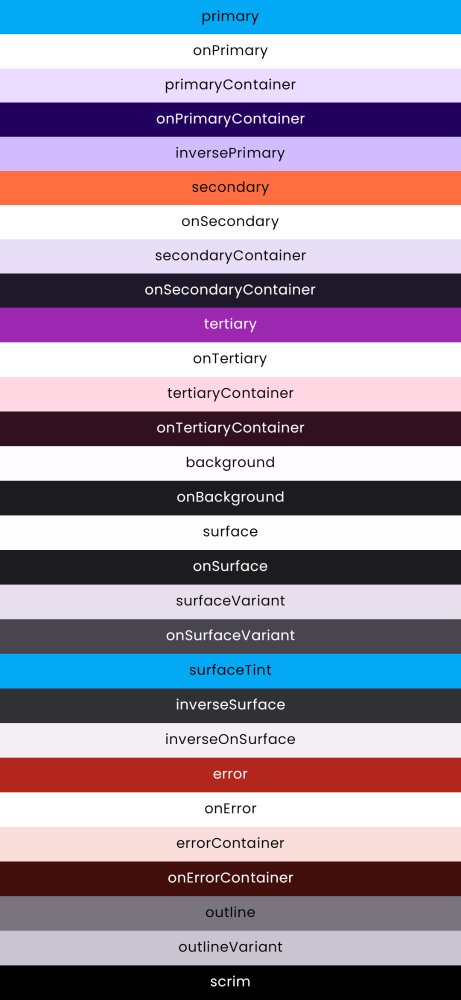 primary
onPrimary
primaryContainer
onPrimaryContainer
inversePrimary
secondary
onSecondary
secondaryContainer
onSecondaryContainer
tertiary
onTertiary
tertiaryContainer
onTertiaryContainer
background
onBackground
surface
onSurface
surfaceVariant
onSurfaceVariant
surfaceTint
inverseSurface
inverseOnSurface
error
onError
errorContainer
onErrorContainer
outline
outlineVariant
scrim